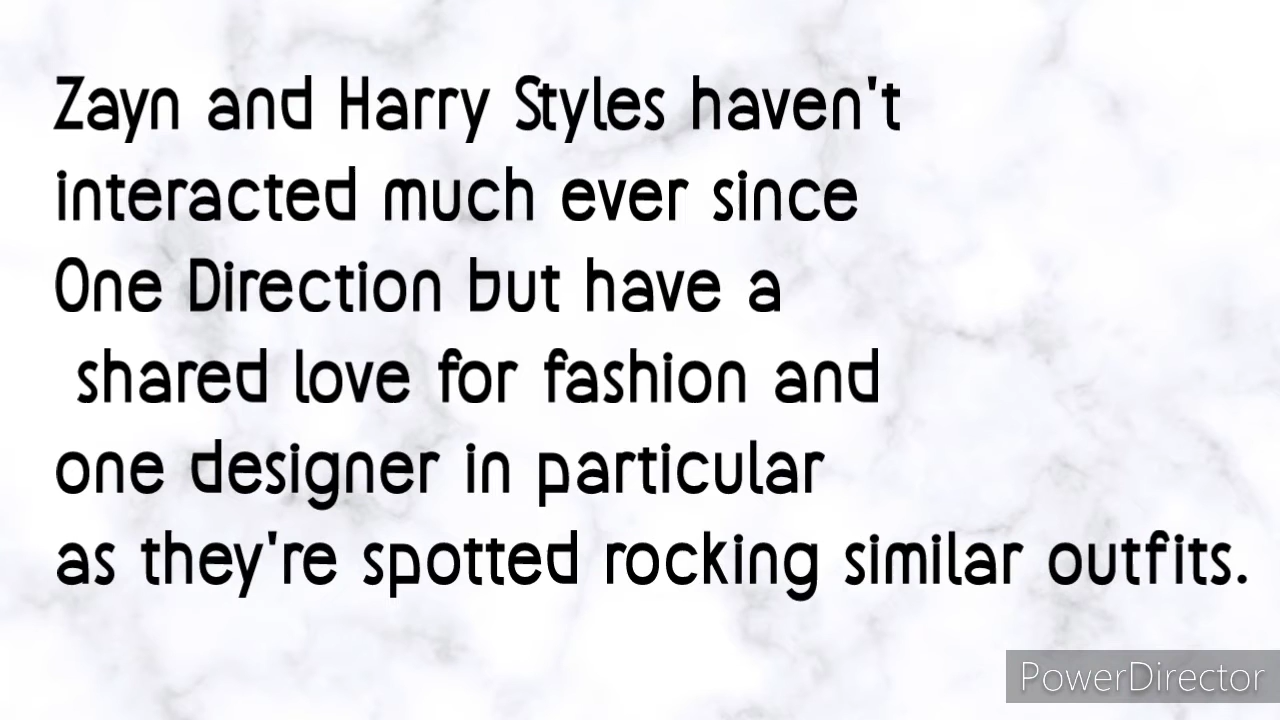 Zayn and Harry Styles haven't
interacted much ever since
One Direction but have a
shared love for fashion and
one designer in particular
as they're spotted rocking similar outfits.
PowerDirector